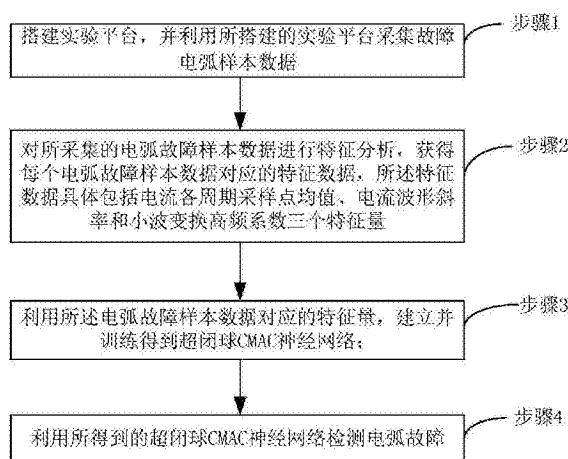 步骤1
搭建实验平台，并利用所搭建的实验平台采集故障
电弧样本数据
步骤2
对所采集的电弧故障样本数据进行特征分析，获得
每个电弧故障样本数据对应的特征数据，所述特征
数据具体包括电流各周期采样点均值、电流波形斜
率和小波变换高频系数三个特征量
步骤3
利用所述电弧故障样本数据对应的特征量，建立并
训练得到超闭球CMAC神经网络；
步骤4
利用所得到的超闭球CMAC神经网络检测电弧故障